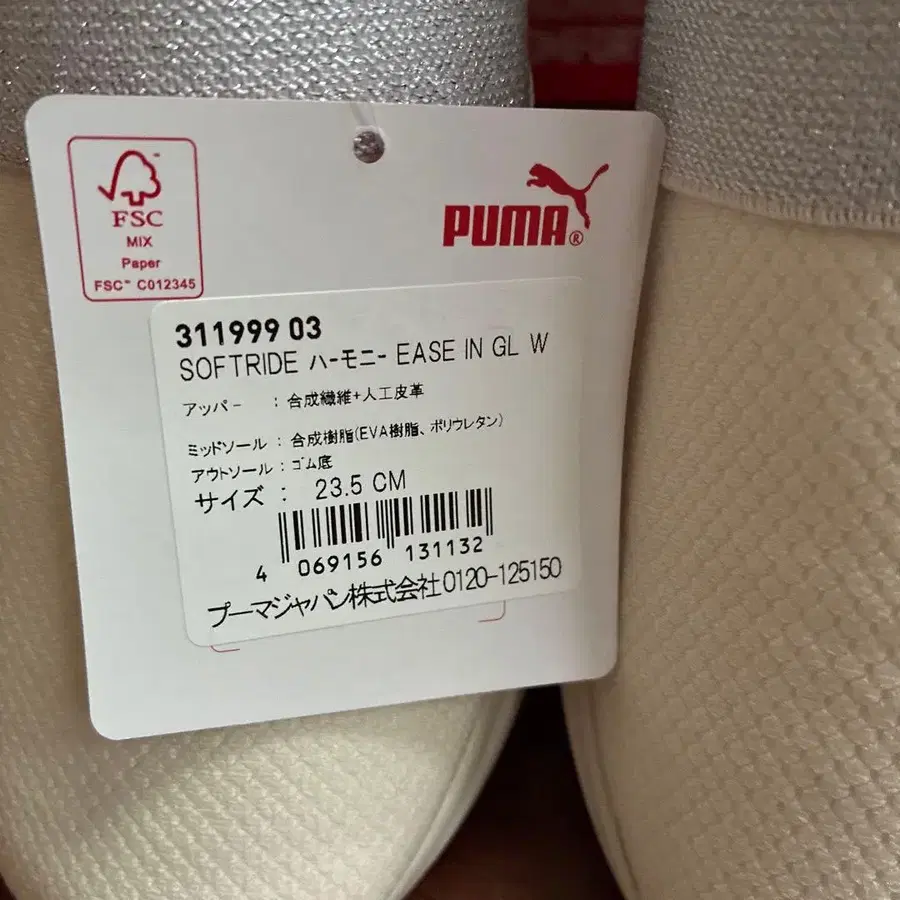 FSC
MIX
Paper
FSC™ C012345
PUMA®
311999 03
SOFTRIDE ハーモニー EASE IN GL W
アッパー : 合成繊維+人工皮革
ミッドソール : 合成樹脂(EVA樹脂、ポリウレタン)
アウトソール : ゴム底
サイズ : 23.5 CM
4 069156 131132
プーマジャパン株式会社 0120-125150